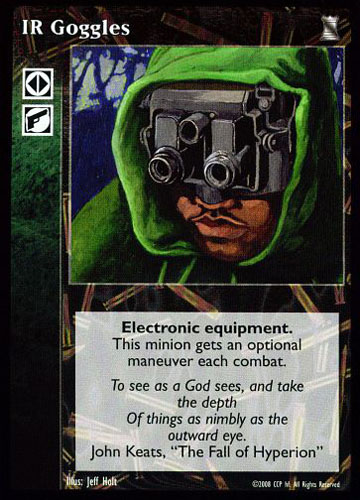 IR Goggles
Electronic equipment.
This minion gets an optional
maneuver each combat.
To see as a God sees, and take
the depth
Of things as nimbly as the
outward eye.
John Keats, “The Fall of Hyperion”
Illus: Jeff Holt
©2008 CCP hf. All Rights Reserved